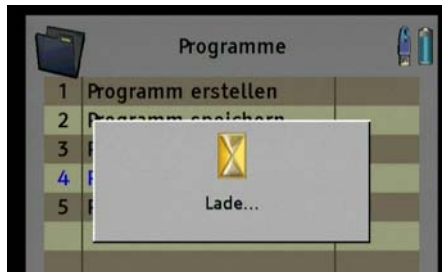 Programme
1 Programm erstellen
2 Programm speichern
3
4
5
Lade...